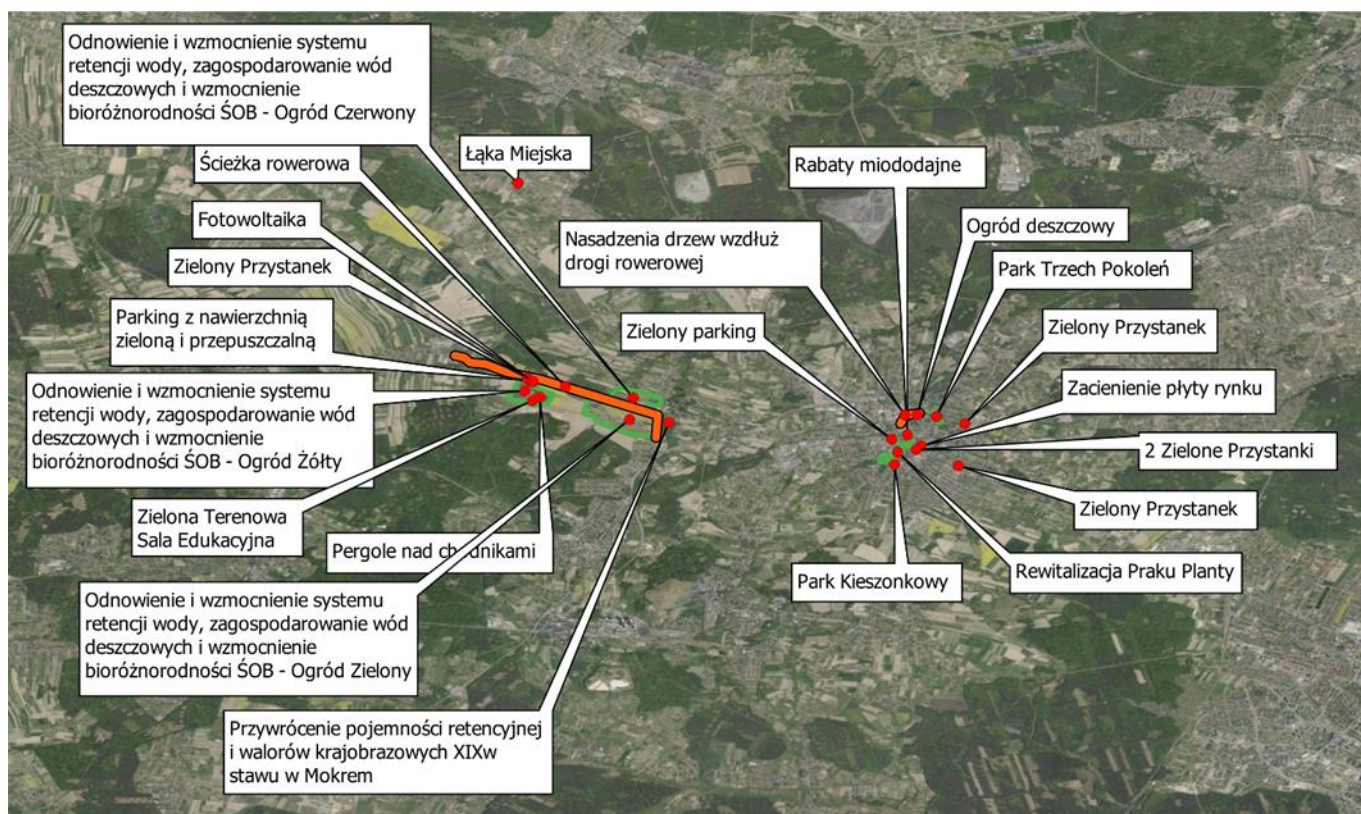 Odnowienie i wzmocnienie systemu
retencji wody, zagospodarowanie wód
deszczowych i wzmocnienie
bioróżnorodności ŚOB - Ogród Czerwony
Ścieżka rowerowa
Łąka Miejska
Fotowoltaika
Zielony Przystanek
Parking z nawierzchnią
zieloną i przepuszczalną
Odnowienie i wzmocnienie systemu
retencji wody, zagospodarowanie wód
deszczowych i wzmocnienie
bioróżnorodności ŚOB - Ogród Żółty
Zielona Terenowa
Sala Edukacyjna
Pergole nad chodnikami
Odnowienie i wzmocnienie systemu
retencji wody, zagospodarowanie wód
deszczowych i wzmocnienie
bioróżnorodności ŚOB - Ogród Zielony
Przywrócenie pojemności retencyjnej
i walorów krajobrazowych XIXw
stawu w Mokrem
Rabaty miododajne
Nasadzenia drzew wzdłuż
drogi rowerowej
Ogród deszczowy
Park Trzech Pokoleń
Zielony parking
Zielony Przystanek
Zacienienie płyty rynku
2 Zielone Przystanki
Zielony Przystanek
Rewitalizacja Praku Planty
Park Kieszonkowy